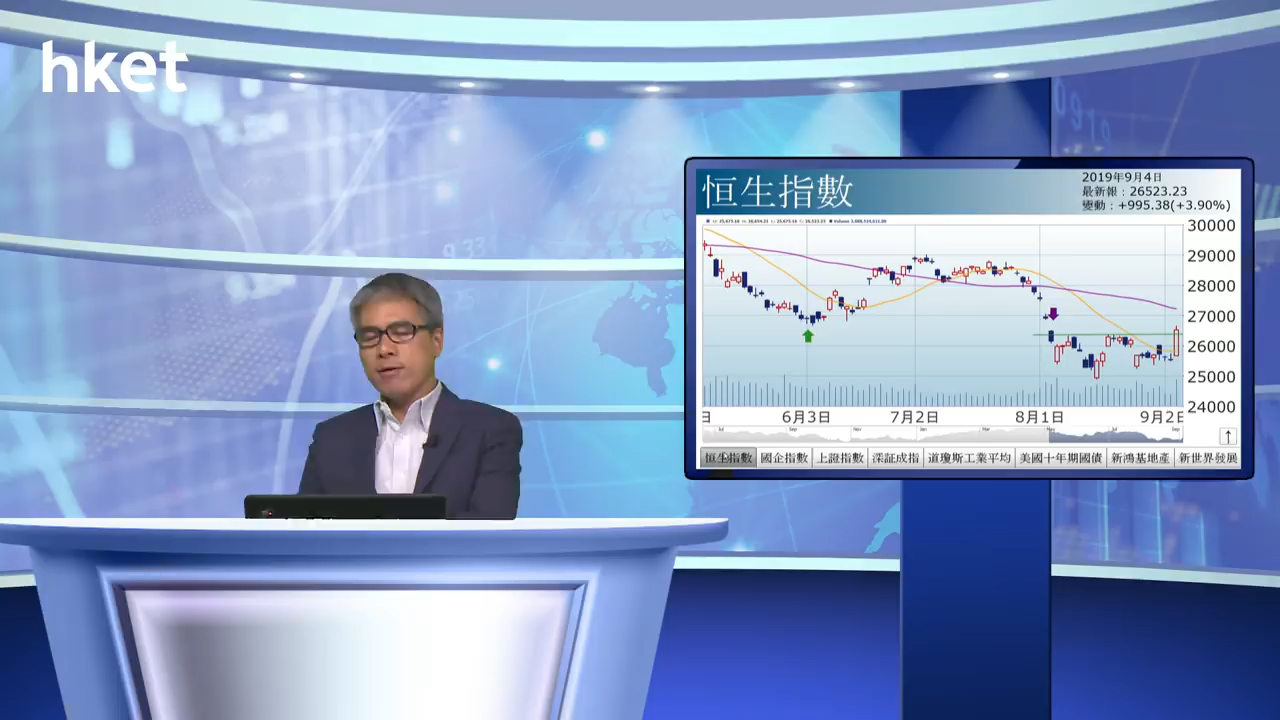 hket
恒生指數
2019年9月4日
最新報：26523.23
變動：+995.38(+3.90%)
30000
29000
28000
27000
26000
25000
24000
6月3日
7月2日
8月1日
9月2日
恒生指數 國企指數 上證指數 深証成指 道瓊斯工業平均 美國十年期國債 新鴻基地產 新世界發展